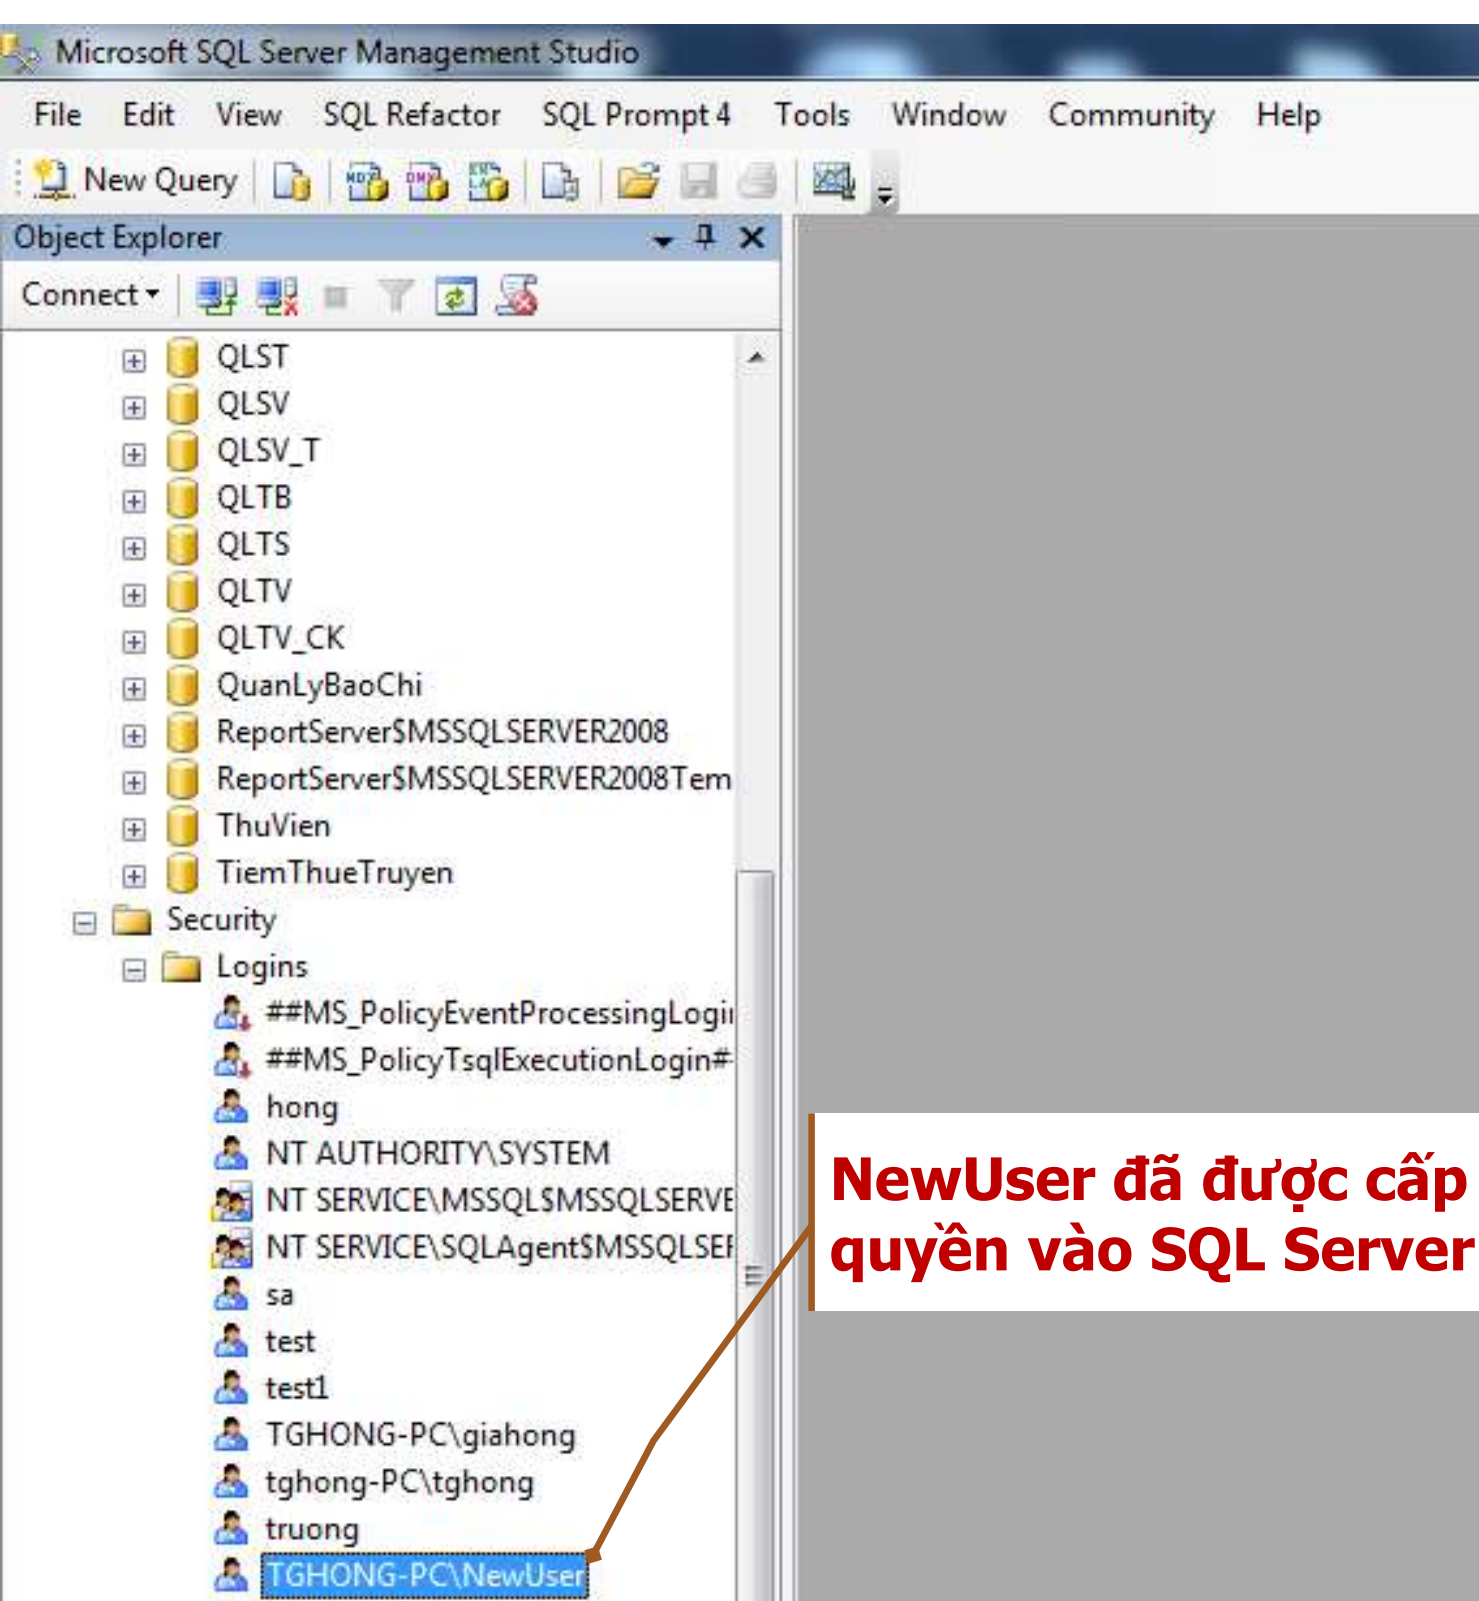 Microsoft SQL Server Management Studio
File Edit View SQL Refactor SQL Prompt 4 Tools Window Community Help
New Query
Object Explorer
Connect
QLST
QLSV
QLSV_T
QLTB
QLTS
QLTV
QLTV_CK
QuanLyBaoChi
ReportServer$MSSQLSERVER2008
ReportServer$MSSQLSERVER2008Tem
ThuVien
TiemThueTruyen
Security
Logins
##MS_PolicyEventProcessingLogin
##MS_PolicyTsqlExecutionLogin#
hong
NT AUTHORITY\SYSTEM
NT SERVICE\MSSQL$MSSQLSERVE
NT SERVICE\SQLAgent$MSSQLSER
sa
test
test1
TGHONG-PC\giahong
tghong-PC\tghong
truong
TGHONG-PC\NewUser
NewUser đã được cấp
quyền vào SQL Server